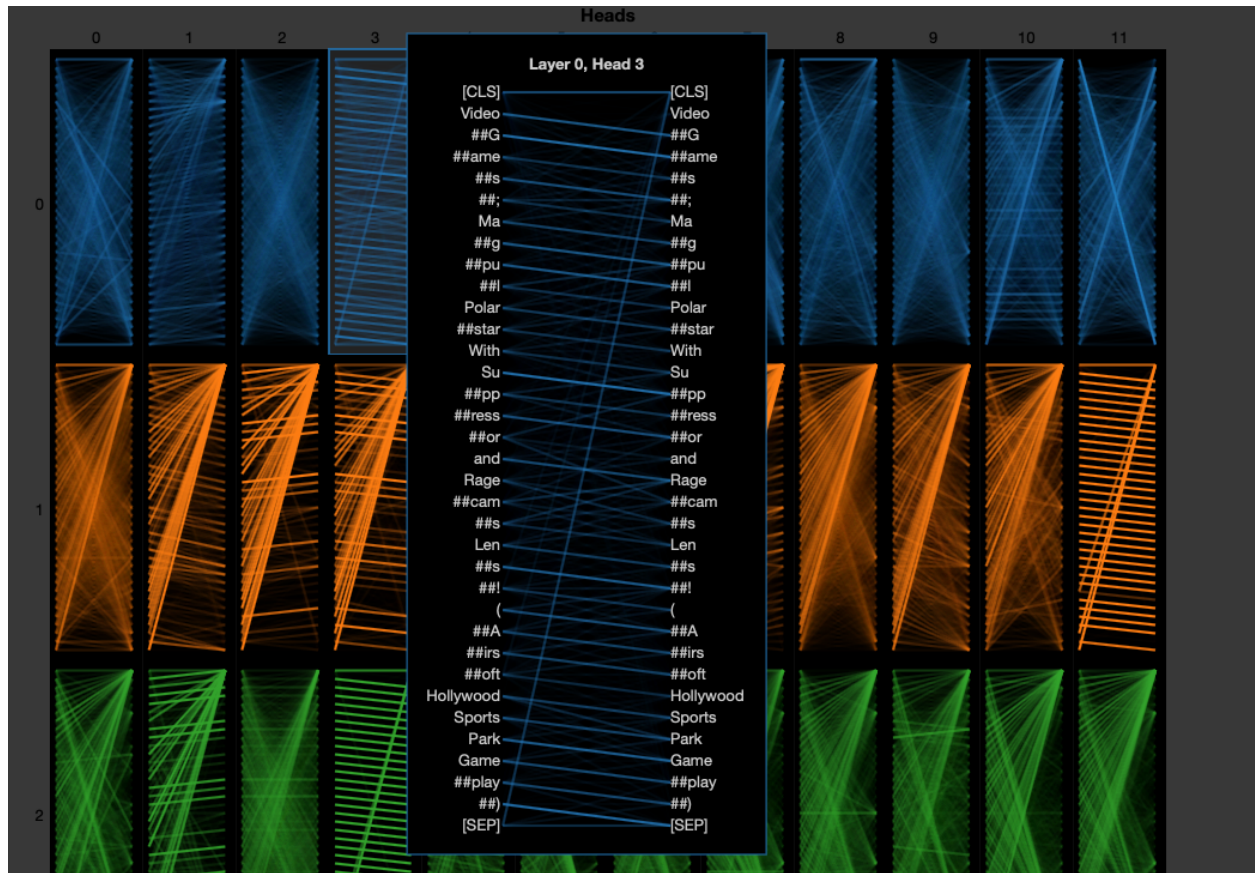 Heads
0 1 2 3 8 9 10 11
Layer 0, Head 3
[CLS] [CLS]
Video Video
##G ##G
##ame ##ame
##s ##s
##; ##;
Ma Ma
##g ##g
##pu ##pu
##l ##l
Polar Polar
##star ##star
With With
Su Su
##pp ##pp
##ress ##ress
##or ##or
and and
Rage Rage
##cam ##cam
##s ##s
Len Len
##s ##s
##! ##!
( (
##A ##A
##irs ##irs
##oft ##oft
Hollywood Hollywood
Sports Sports
Park Park
Game Game
##play ##play
##) ##)
[SEP] [SEP]
0
1
2